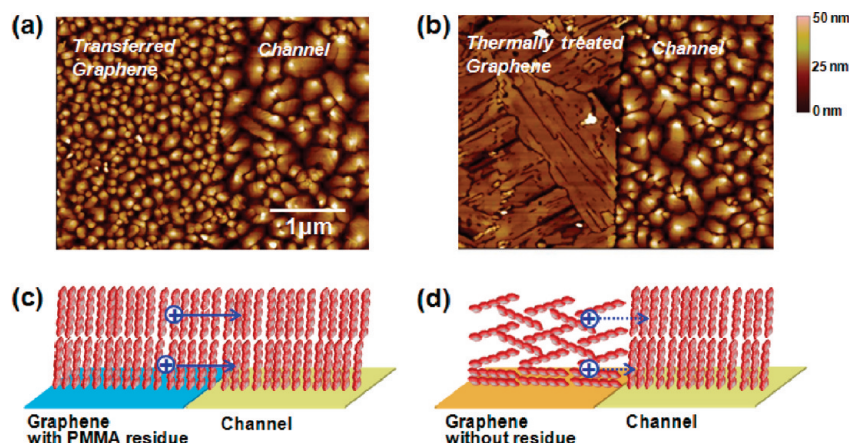 (a)
Transferred
Graphene
Channel
1µm
(b)
Thermally treated
Graphene
Channel
50 nm
25 nm
0 nm
(c)
Graphene
with PMMA residue
Channel
(d)
Graphene
without residue
Channel